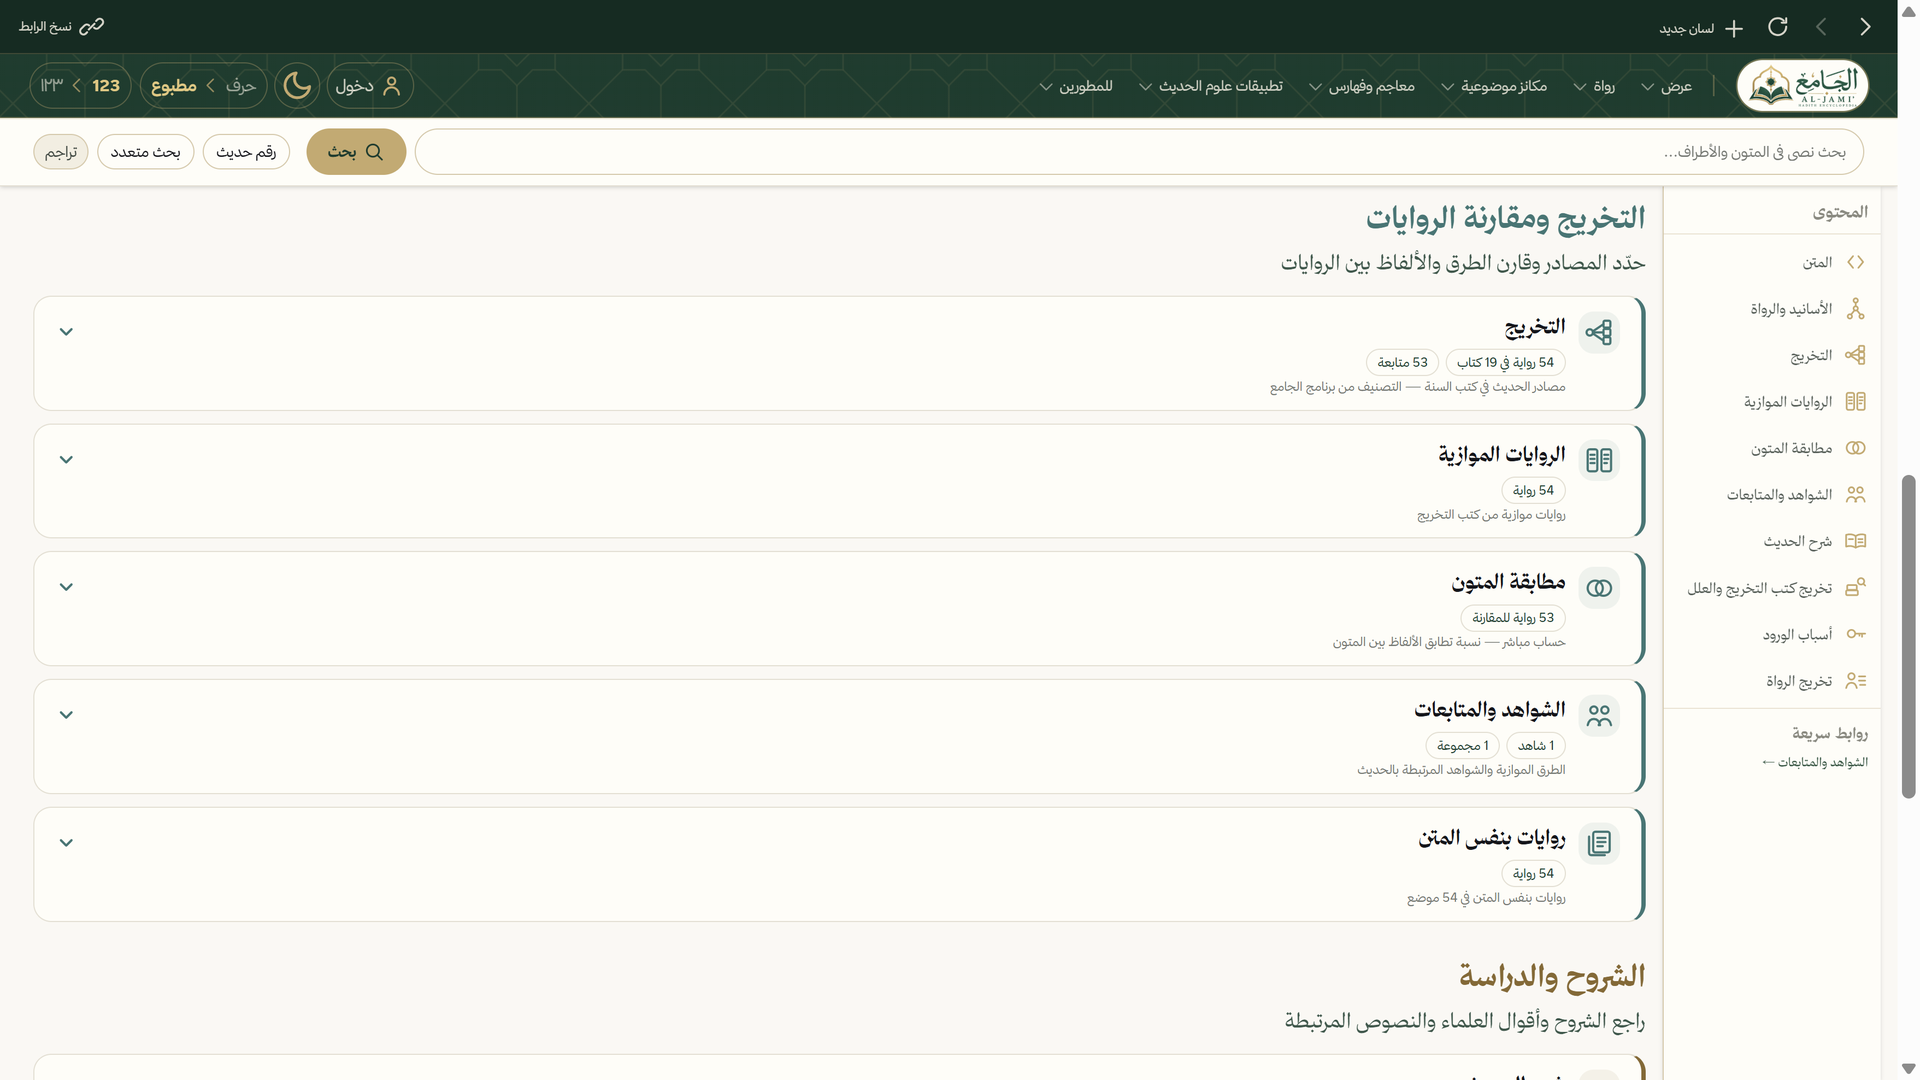 لسان جديد
نسخ الرابط
الجامع
AL-JAMI'
عرض
رواة
مكانز موضوعية
معاجم وفهارس
تطبيقات علوم الحديث
للمطورين
دخول
حرف
مطبوع
123
١٢٣
بحث نصي في المتون والأطراف...
بحث
رقم حديث
بحث متعدد
تراجم
المحتوى
المتن
الأسانيد والرواة
التخريج
الروايات الموازية
مطابقة المتون
الشواهد والمتابعات
شرح الحديث
تخريج كتب التخريج والعلل
أسباب الورود
تخريج الرواة
روابط سريعة
الشواهد والمتابعات ←
التخريج ومقارنة الروايات
حدّد المصادر وقارن الطرق والألفاظ بين الروايات
التخريج
54 رواية في 19 كتاب
53 متابعة
مصادر الحديث في كتب السنة — التصنيف من برنامج الجامع
الروايات الموازية
54 رواية
روايات موازية من كتب التخريج
مطابقة المتون
53 رواية للمقارنة
حساب مباشر — نسبة تطابق الألفاظ بين المتون
الشواهد والمتابعات
1 شاهد
1 مجموعة
الطرق الموازية والشواهد المرتبطة بالحديث
روايات بنفس المتن
54 رواية
روايات بنفس المتن في 54 موضع
الشروح والدراسة
راجع الشروح وأقوال العلماء والنصوص المرتبطة